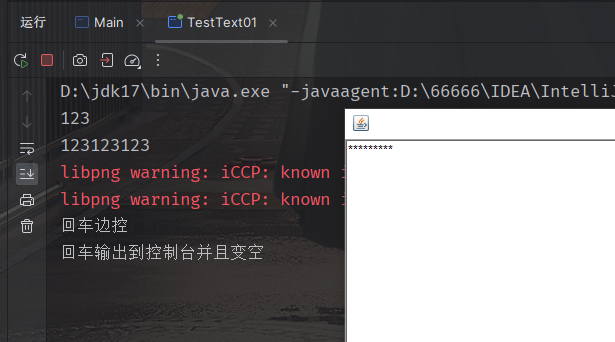 运行 Main × TestText01 ×
D:\jdk17\bin\java.exe "-javaagent:D:\66666\IDEA\IntelliJ
123
123123123
*********
libpng warning: iCCP: known i
libpng warning: iCCP: known i
回车边控
回车输出到控制台并且变空